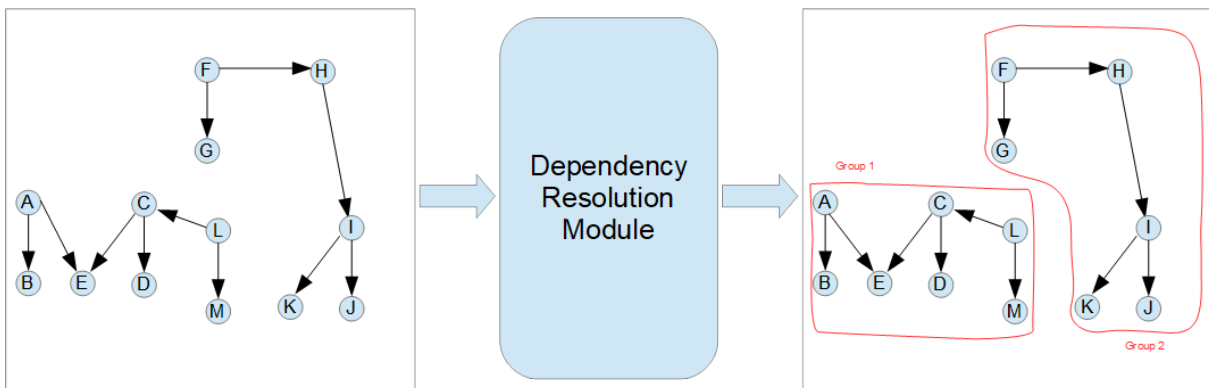 F
H
G
A
C
L
I
B
E
D
M
K
J
Dependency
Resolution
Module
F
H
G
Group 1
A
C
L
I
B
E
D
M
K
J
Group 2